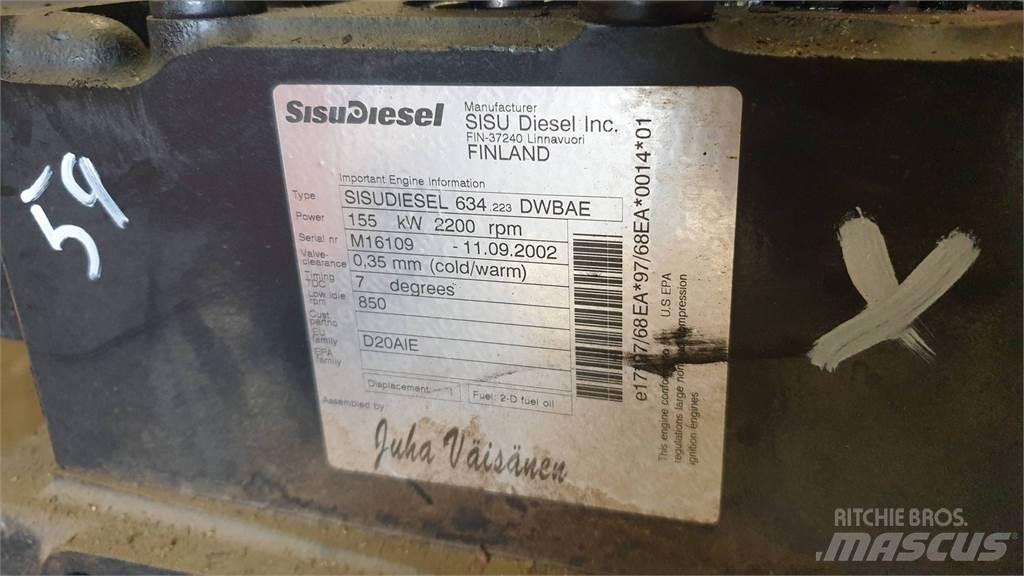 59
SISUDIESEL
Manufacturer
SISU Diesel Inc.
FIN-37240 Linnavuori
FINLAND
Important Engine Information
Type SISUDIESEL 634 .223 DWBAE
Power 155 kW 2200 rpm
Serial nr M16109 - 11.09.2002
Valve-clearance 0,35 mm (cold/warm)
Timing TDC 7 degrees
Low idle rpm 850
Cust. partno
EU family D20AIE
EPA family
Displacement
Fuel: 2-D fuel oil
Assembled by
Juha Väisänen
97/68EA*97/68EA*0014*01
This engine
U.S EPA
regulations large compression
ignition engines
X
RITCHIE BROS.
MASCUS